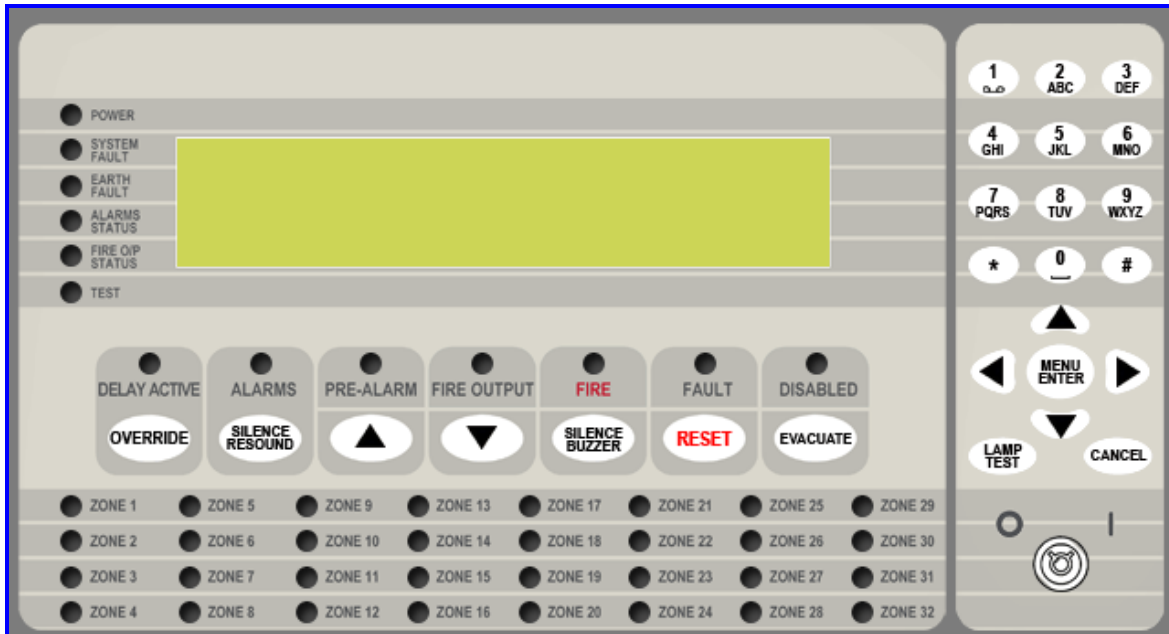 POWER
SYSTEM
FAULT
EARTH
FAULT
ALARMS
STATUS
FIRE O/P
STATUS
TEST
DELAY ACTIVE
ALARMS
PRE-ALARM
FIRE OUTPUT
FIRE
FAULT
DISABLED
OVERRIDE
SILENCE
RESOUND
SILENCE
BUZZER
RESET
EVACUATE
ZONE 1 ZONE 5 ZONE 9 ZONE 13 ZONE 17 ZONE 21 ZONE 25 ZONE 29
ZONE 2 ZONE 6 ZONE 10 ZONE 14 ZONE 18 ZONE 22 ZONE 26 ZONE 30
ZONE 3 ZONE 7 ZONE 11 ZONE 15 ZONE 19 ZONE 23 ZONE 27 ZONE 31
ZONE 4 ZONE 8 ZONE 12 ZONE 16 ZONE 20 ZONE 24 ZONE 28 ZONE 32
1
2
ABC
3
DEF
4
GHI
5
JKL
6
MNO
7
PQRS
8
TUV
9
WXYZ
*
0
#
MENU
ENTER
LAMP
TEST
CANCEL
O I